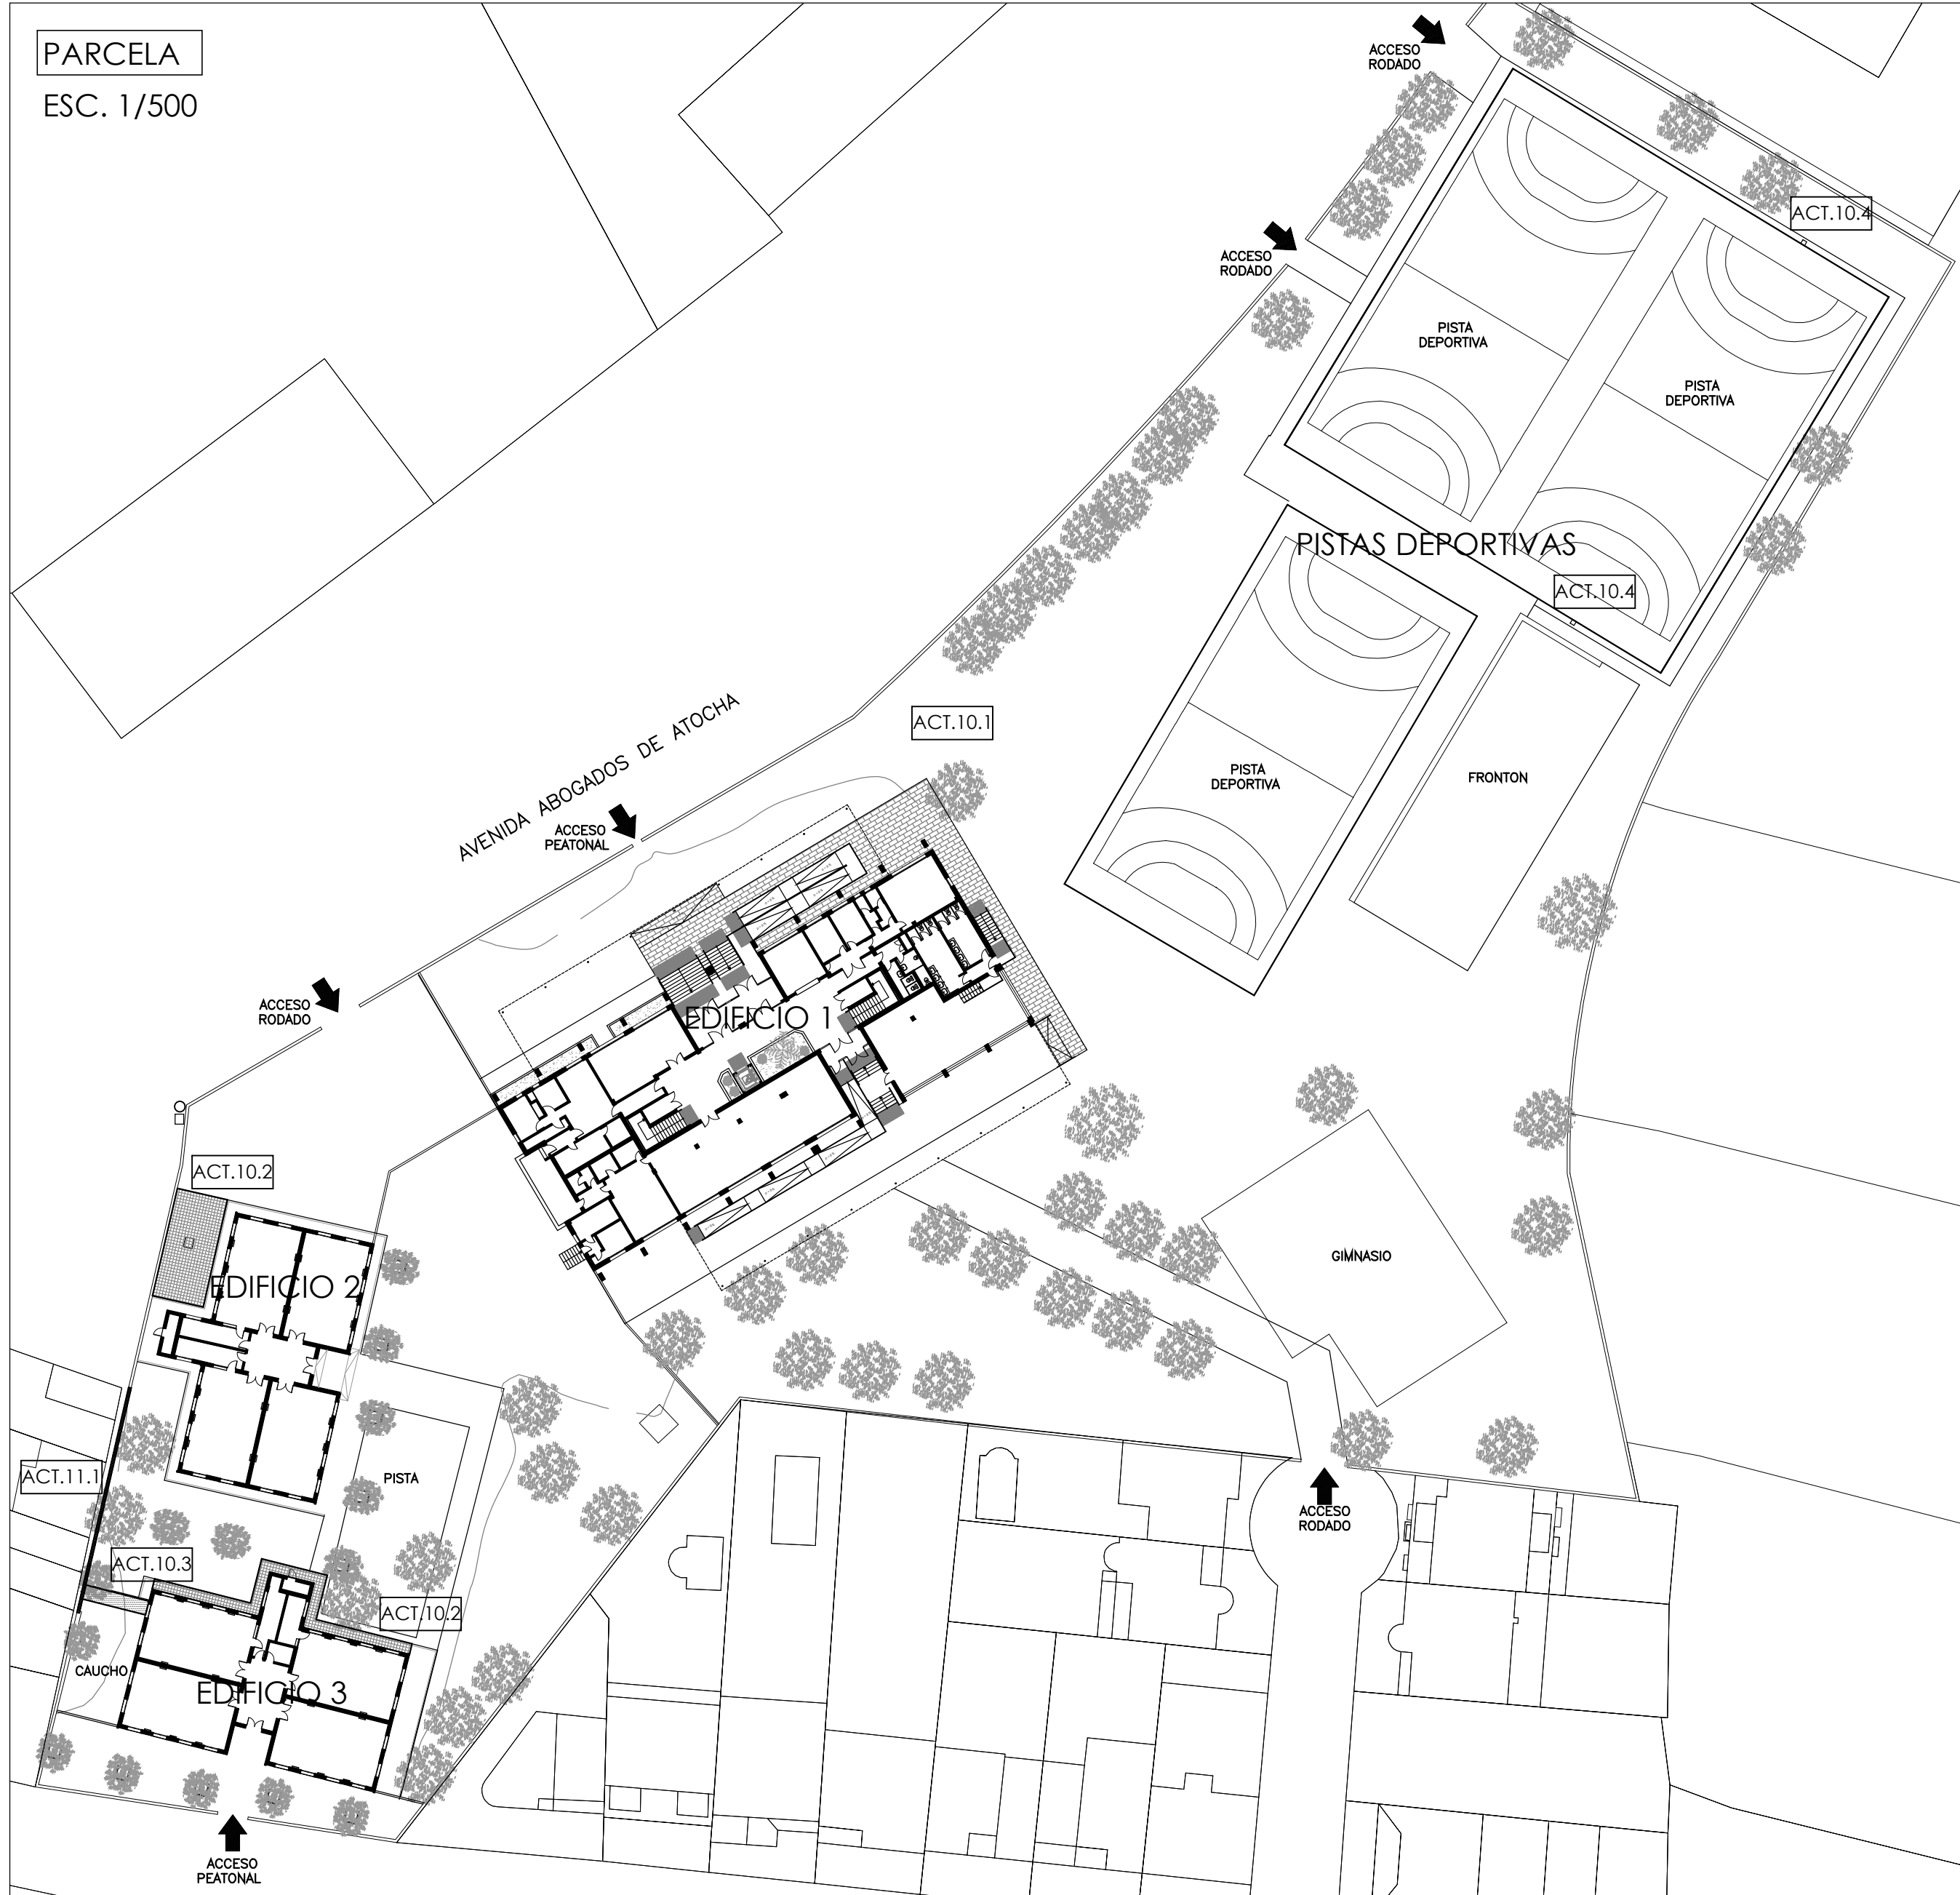 PARCELA
ESC. 1/500
ACCESO
RODADO
ACT.10.4
ACCESO
RODADO
PISTA
DEPORTIVA
PISTA
DEPORTIVA
PISTAS DEPORTIVAS
ACT.10.4
ACT.10.1
AVENIDA ABOGADOS DE ATOCHA
PISTA
DEPORTIVA
FRONTON
ACCESO
PEATONAL
ACCESO
RODADO
EDIFICIO 1
ACT.10.2
EDIFICIO 2
GIMNASIO
ACT.11.1
PISTA
ACCESO
RODADO
ACT.10.3
ACT.10.2
CAUCHO
EDIFICIO 3
ACCESO
PEATONAL